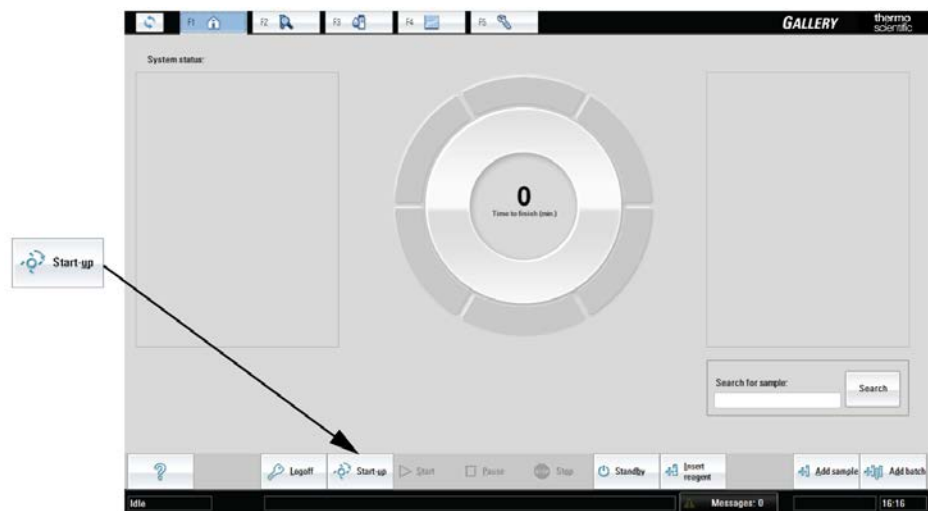 F1 F2 F3 F4 F5 GALLERY thermo
scientific
System status:
0
Time to finish (min.)
Start-up
Search for sample:
Search
? Logoff Start-up Start Pause Stop Standby Insert
reagent Add sample Add batch
Idle Messages: 0 16:16